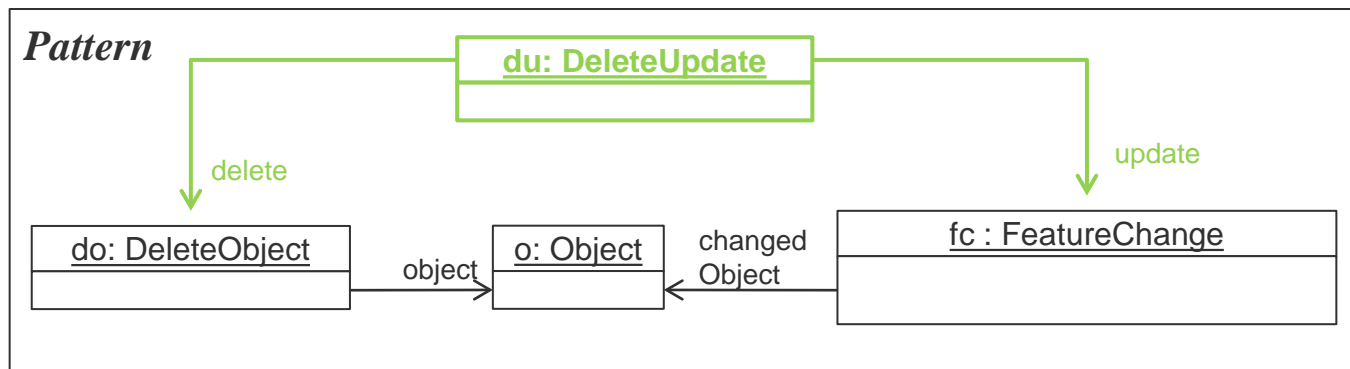 Pattern
du: DeleteUpdate
delete
update
do: DeleteObject
object
o: Object
changed
Object
fc : FeatureChange